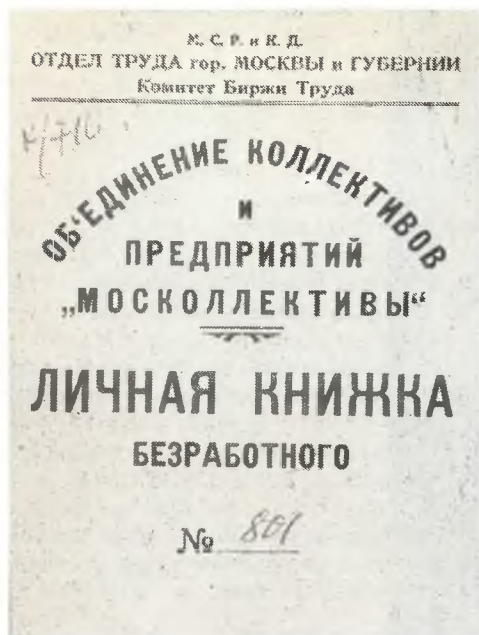 М. С. Р. и К. Д.
ОТДЕЛ ТРУДА гор. МОСКВЫ и ГУБЕРНИИ
Комитет Биржи Труда
ОБ'ЕДИНЕНИЕ КОЛЛЕКТИВОВ
И
ПРЕДПРИЯТИЙ
„МОСКОЛЛЕКТИВЫ“
ЛИЧНАЯ КНИЖКА
БЕЗРАБОТНОГО
№ 801